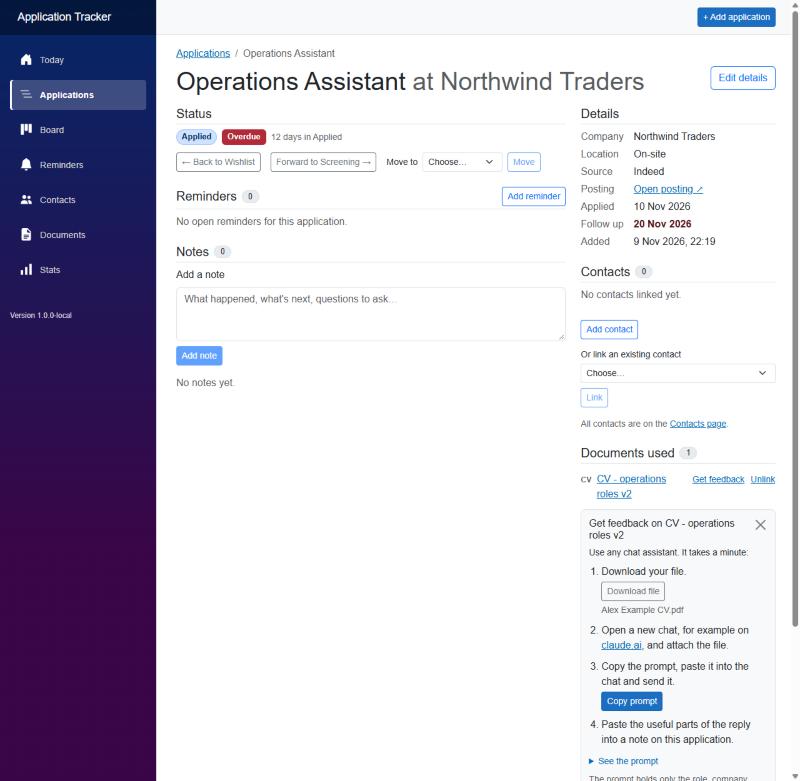 Application Tracker
+ Add application
Today
Applications
Board
Reminders
Contacts
Documents
Stats
Version 1.0.0-local
Applications / Operations Assistant
Operations Assistant at Northwind Traders
Edit details
Status
Applied Overdue 12 days in Applied
← Back to Wishlist Forward to Screening → Move to Choose... Move
Reminders 0 Add reminder
No open reminders for this application.
Notes 0
Add a note
What happened, what's next, questions to ask...
Add note
No notes yet.
Details
Company Northwind Traders
Location On-site
Source Indeed
Posting Open posting ↗
Applied 10 Nov 2026
Follow up 20 Nov 2026
Added 9 Nov 2026, 22:19
Contacts 0
No contacts linked yet.
Add contact
Or link an existing contact
Choose...
Link
All contacts are on the Contacts page.
Documents used 1
CV CV - operations roles v2 Get feedback Unlink
Get feedback on CV - operations
roles v2
Use any chat assistant. It takes a minute:
1. Download your file.
Download file
Alex Example CV.pdf
2. Open a new chat, for example on
claude.ai, and attach the file.
3. Copy the prompt, paste it into the
chat and send it.
Copy prompt
4. Paste the useful parts of the reply
into a note on this application.
▶ See the prompt
The prompt holds only the role, company,